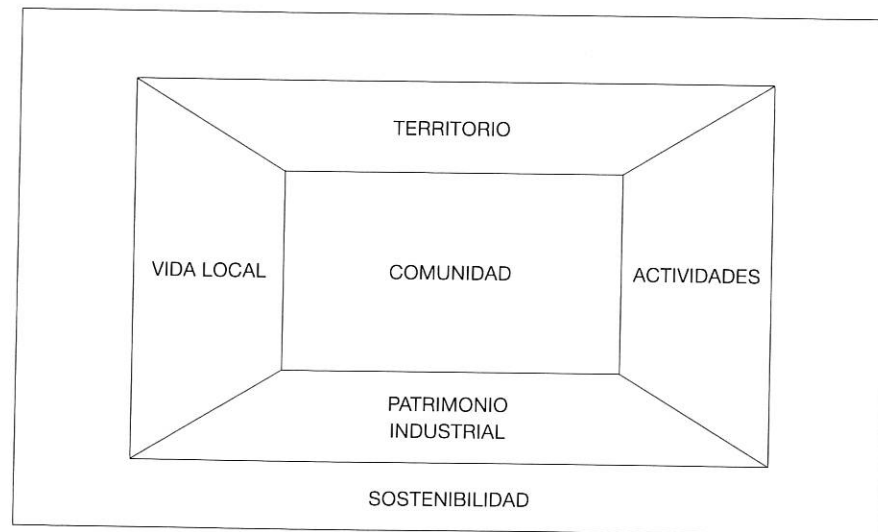 TERRITORIO
VIDA LOCAL
COMUNIDAD
ACTIVIDADES
PATRIMONIO
INDUSTRIAL
SOSTENIBILIDAD